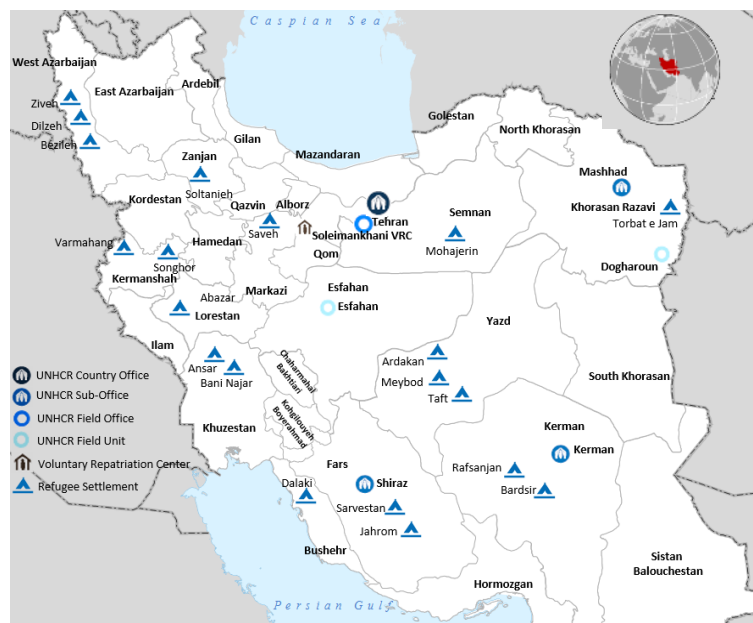 Caspian Sea
West Azarbaijan
East Azarbaijan
Ardebil
Ziveh
Dilzeh
Bezileh
Gilan
Golestan
North Khorasan
Zanjan
Mazandaran
Soltanieh
Mashhad
Khorasan Razavi
Torbat e Jam
Kordestan
Qazvin
Alborz
Tehran
Semnan
Saveh
Soleimankhani VRC
Hamedan
Varmahang
Qom
Mohajerin
Songhor
Dogharoun
Kermanshah
Markazi
Esfahan
Esfahan
Abazar
Lorestan
Yazd
Ilam
Ardakan
Ansar
Bani Najar
Chaharmahal
Bakhtiari
Meybod
Taft
South Khorasan
UNHCR Country Office
UNHCR Sub-Office
UNHCR Field Office
UNHCR Field Unit
Voluntary Repatriation Center
Refugee Settlement
Kohgilouyeh
Boyerahmad
Khuzestan
Kerman
Kerman
Fars
Rafsanjan
Dalaki
Shiraz
Bardsir
Sarvestan
Jahrom
Bushehr
Sistan
Balouchestan
Hormozgan
Persian Gulf